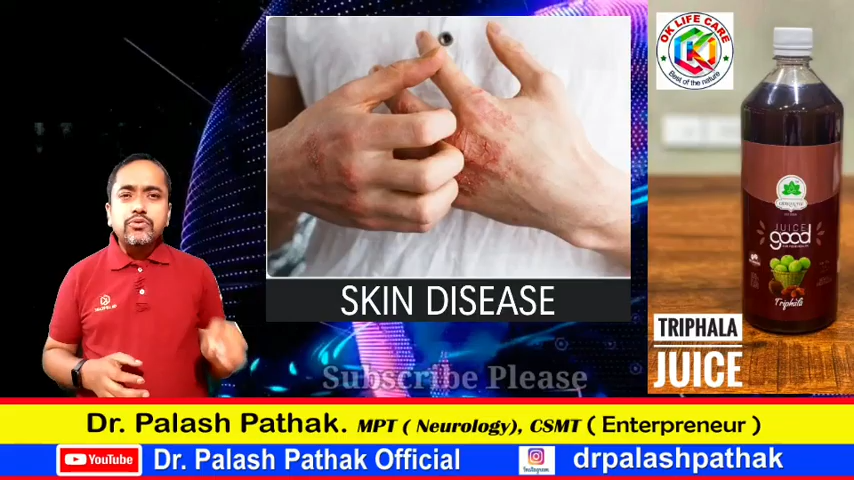 OK LIFE CARE
Best of the nature
JUICE
good
Triphla
SKIN DISEASE
TRIPHALA
JUICE
Subscribe Please
Dr. Palash Pathak. MPT ( Neurology), CSMT ( Enterpreneur )
YouTube Dr. Palash Pathak Official Instagram drpalashpathak